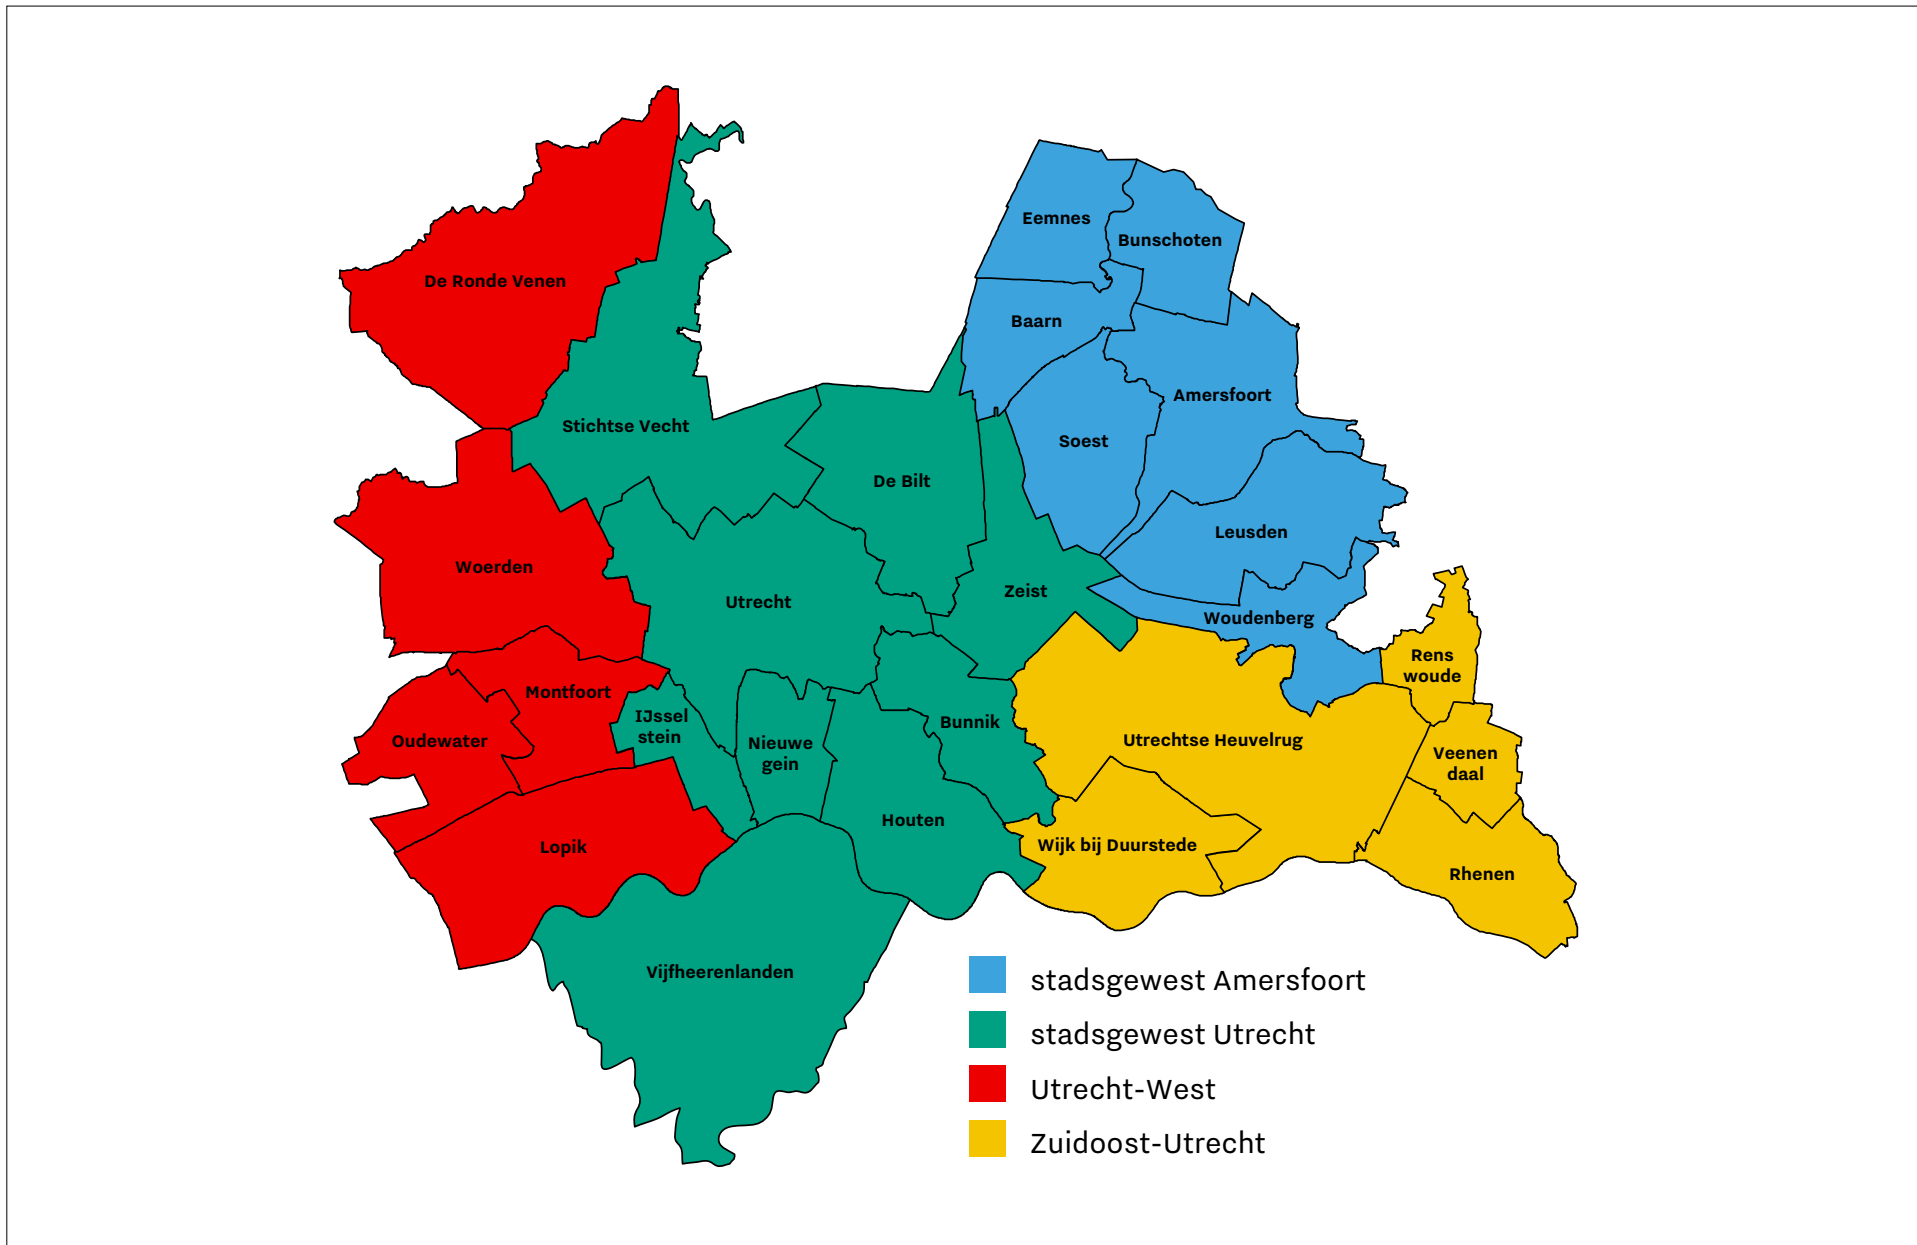 Eemnes
Bunschoten
De Ronde Venen
Baarn
Amersfoort
Stichtse Vecht
Soest
De Bilt
Leusden
Woerden
Zeist
Utrecht
Woudenberg
Rens
woude
Montfoort
IJssel
stein
Bunnik
Oudewater
Nieuwe
gein
Utrechtse Heuvelrug
Veenen
daal
Houten
Wijk bij Duurstede
Lopik
Rhenen
Vijfheerenlanden
stadsgewest Amersfoort
stadsgewest Utrecht
Utrecht-West
Zuidoost-Utrecht